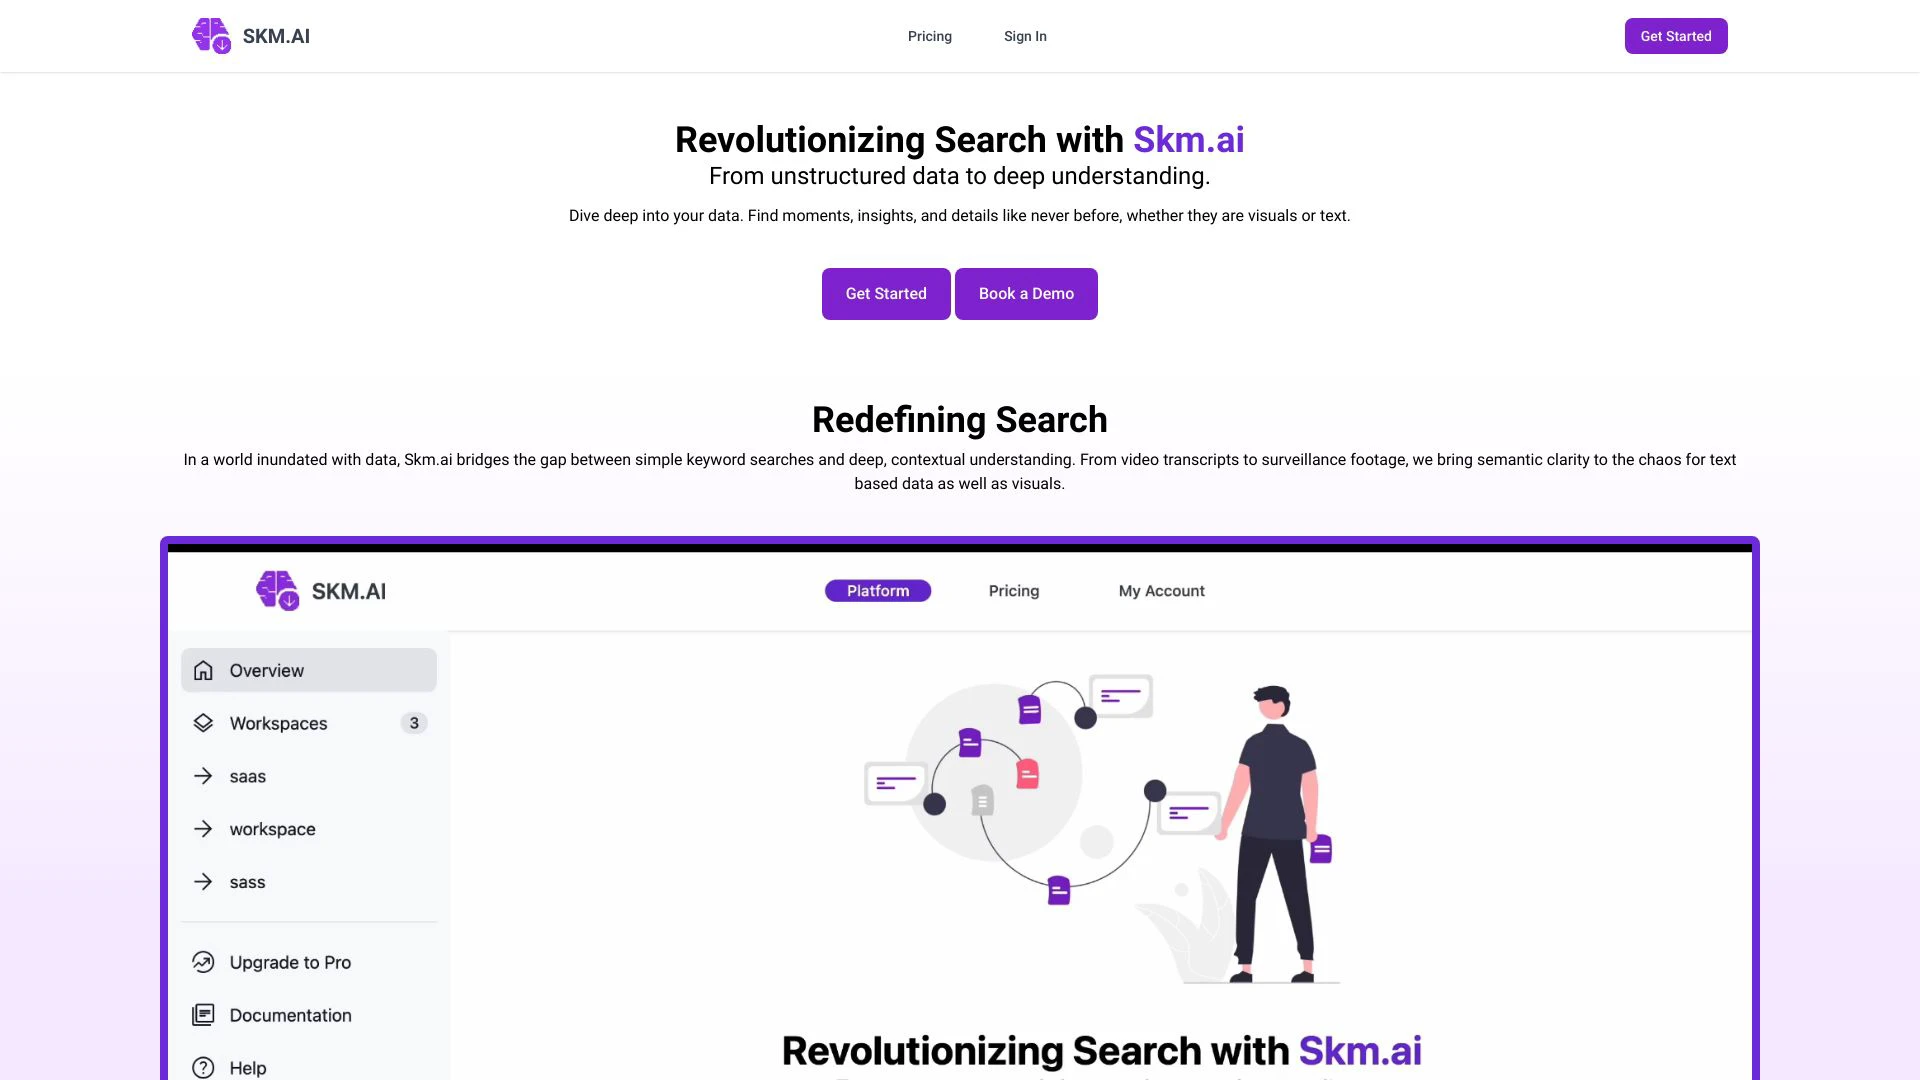 SKM.AI
Pricing
Sign In
Get Started
Revolutionizing Search with Skm.ai
From unstructured data to deep understanding.
Dive deep into your data. Find moments, insights, and details like never before, whether they are visuals or text.
Get Started
Book a Demo
Redefining Search
In a world inundated with data, Skm.ai bridges the gap between simple keyword searches and deep, contextual understanding. From video transcripts to surveillance footage, we bring semantic clarity to the chaos for text
based data as well as visuals.
SKM.AI
Platform
Pricing
My Account
Overview
Workspaces
3
saas
workspace
sass
Upgrade to Pro
Documentation
Help
Revolutionizing Search with Skm.ai